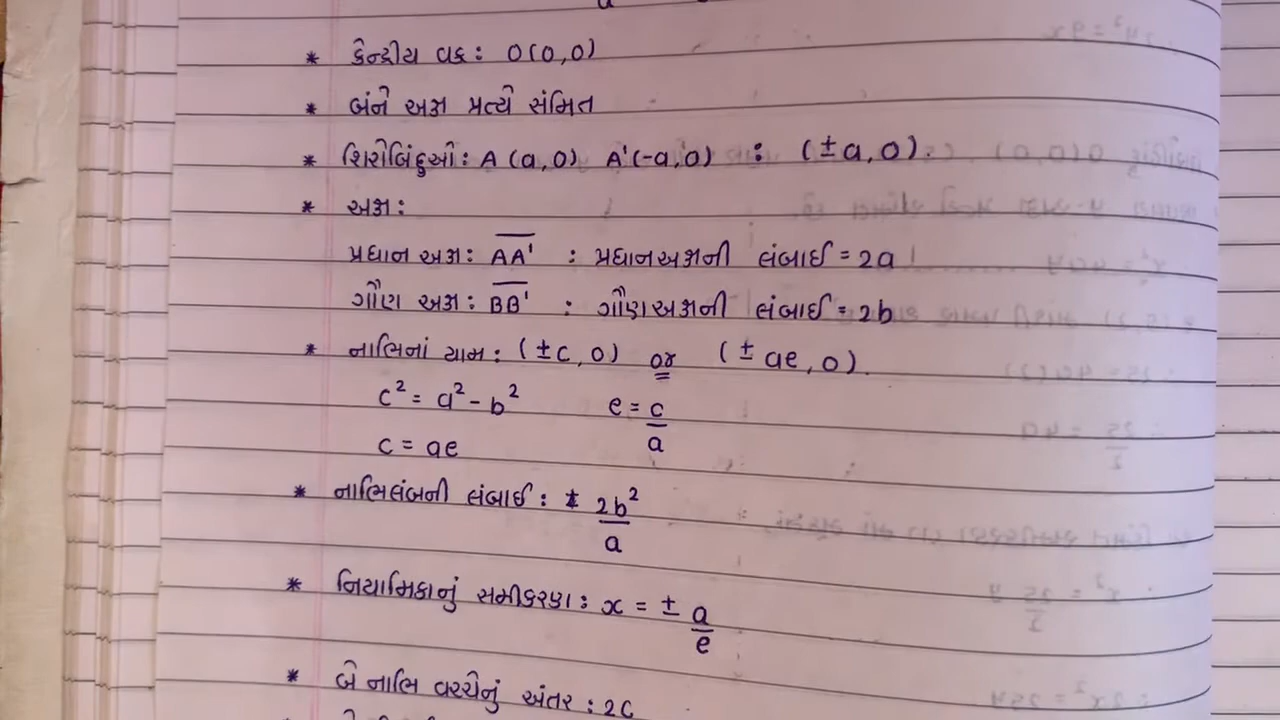 * કેન્દ્રીય વક્ર : O(0,0)
* બંને અક્ષ પ્રત્યે સંમિત
* શિરોબિંદુઓ : A (a,0) A'(-a,0) : (±a,0).
* અક્ષ :
પ્રધાન અક્ષ : AA' : પ્રધાનઅક્ષની લંબાઈ = 2a
ગૌણ અક્ષ : BB' : ગૌણઅક્ષની લંબાઈ = 2b
* નાભિનાં યામ : (±c, 0) or (± ae, 0).
c² = a² - b² e = c/a
c = ae
* નાભિલંબની લંબાઈ : 2b²/a
* નિયામિકાનું સમીકરણ : x = ± a/e
* બે નાભિ વચ્ચેનું અંતર : 2c